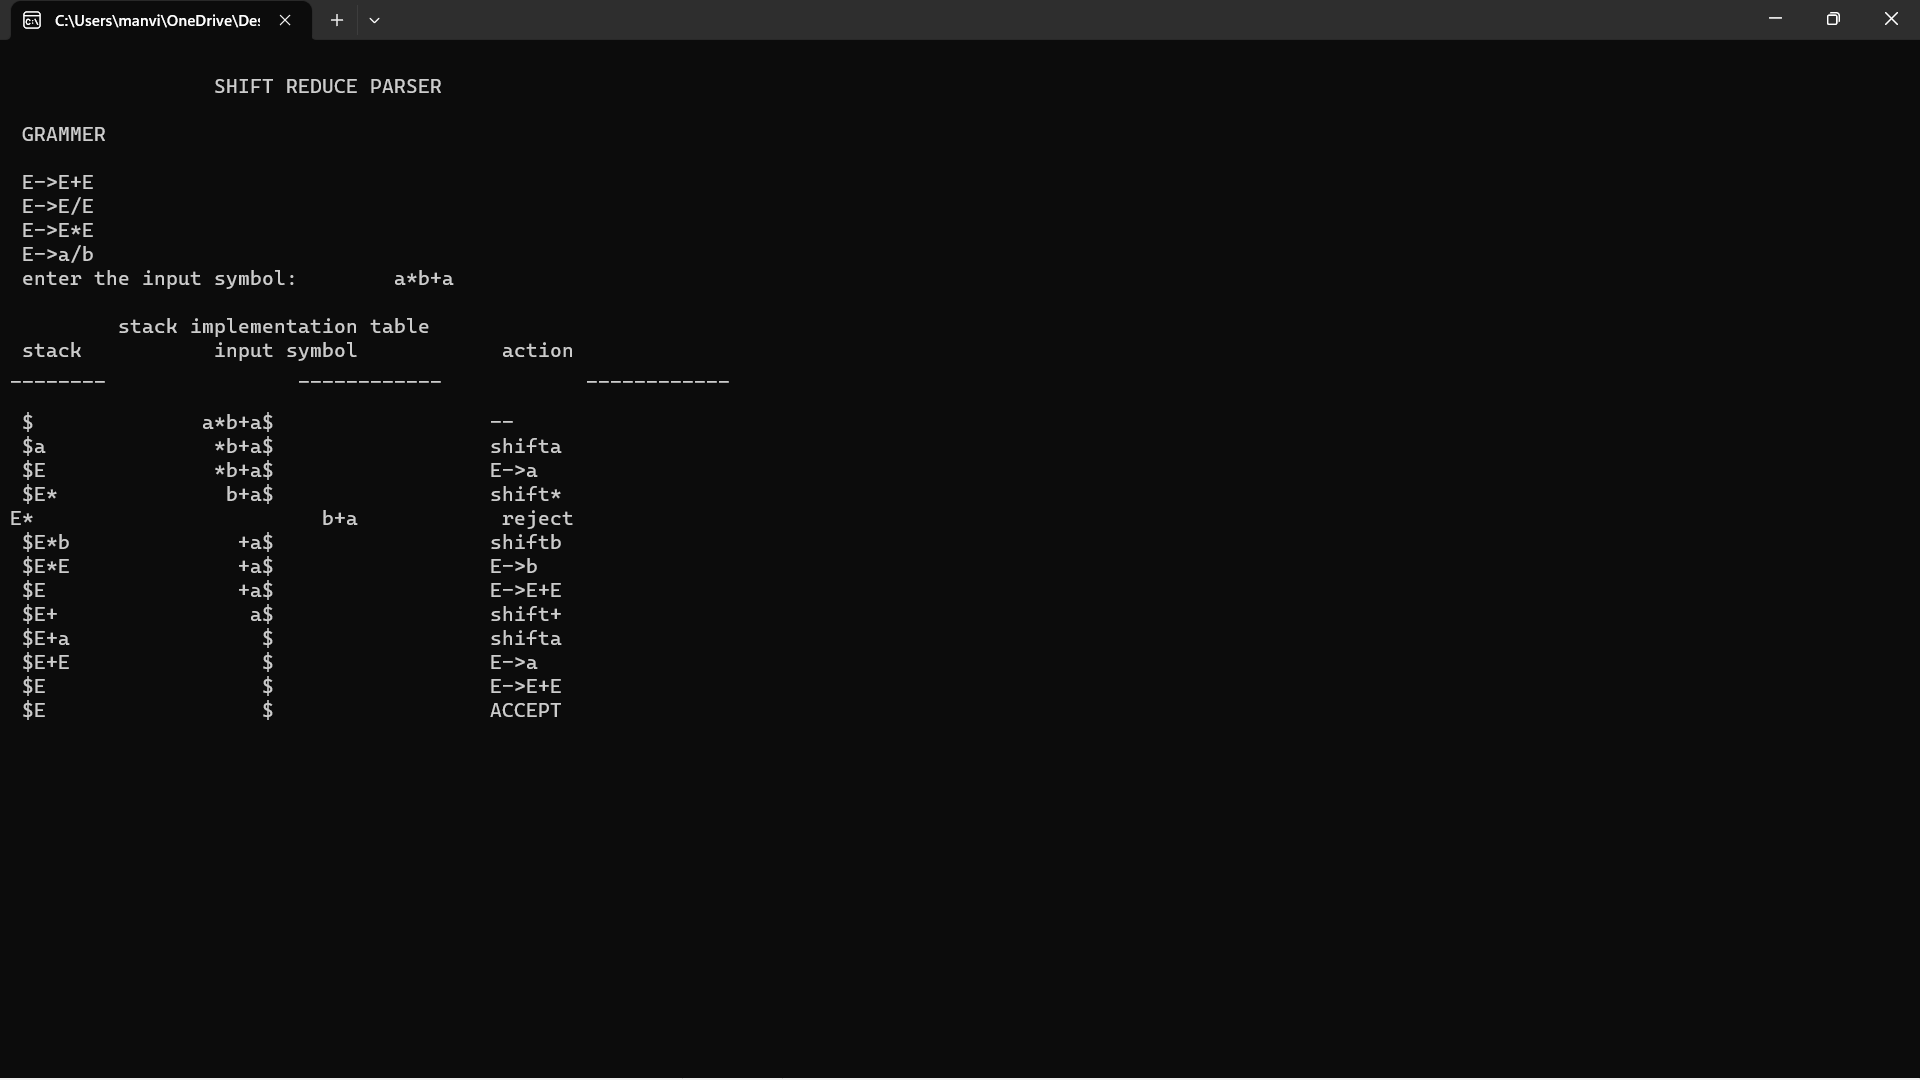 C:\Users\manvi\OneDrive\Des
SHIFT REDUCE PARSER
GRAMMER
E->E+E
E->E/E
E->E*E
E->a/b
enter the input symbol: a*b+a
stack implementation table
stack input symbol action
-------- ------------ ------------
$ a*b+a$ --
$a *b+a$ shifta
$E *b+a$ E->a
$E* b+a$ shift*
E* b+a reject
$E*b +a$ shiftb
$E*E +a$ E->b
$E +a$ E->E+E
$E+ a$ shift+
$E+a $ shifta
$E+E $ E->a
$E $ E->E+E
$E $ ACCEPT